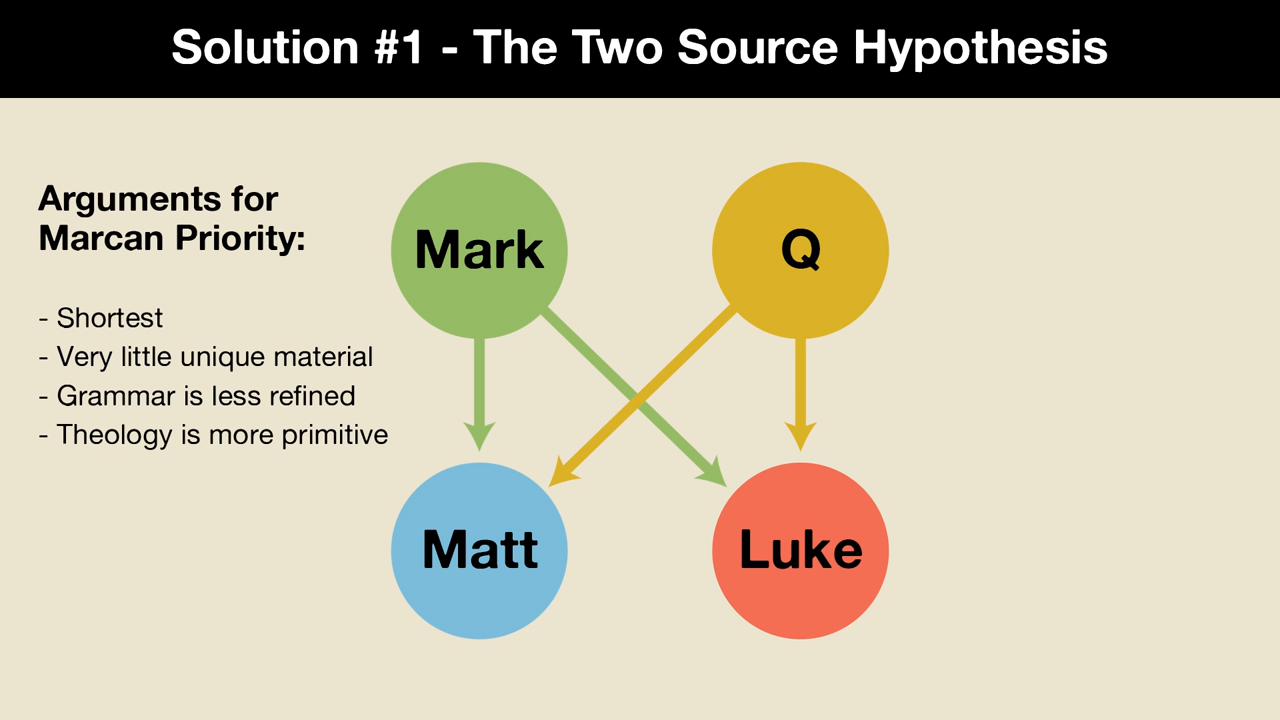 Solution #1 - The Two Source Hypothesis
Arguments for
Marcan Priority:
- Shortest
- Very little unique material
- Grammar is less refined
- Theology is more primitive
Mark
Q
Matt
Luke